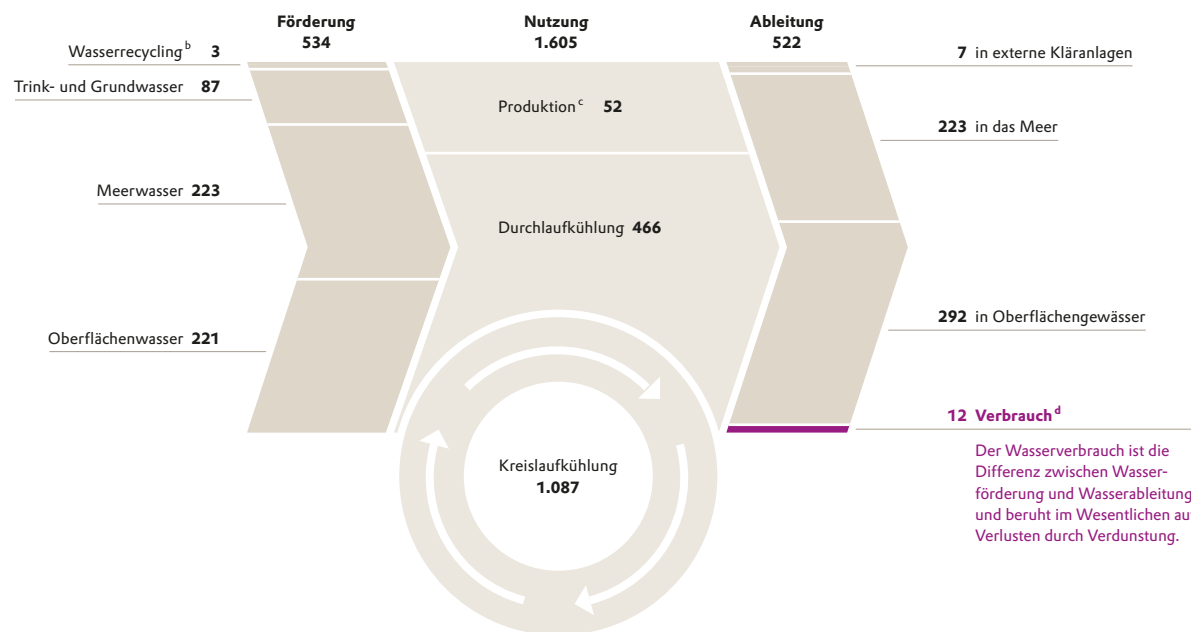 Förderung
534
Nutzung
1.605
Ableitung
522
Wasserrecycling b 3
Trink- und Grundwasser 87
Meerwasser 223
Oberflächenwasser 221
Produktion c 52
Durchlaufkühlung 466
Kreislaufkühlung
1.087
7 in externe Kläranlagen
223 in das Meer
292 in Oberflächengewässer
12 Verbrauch d
Der Wasserverbrauch ist die
Differenz zwischen Wasser-
förderung und Wasserableitung
und beruht im Wesentlichen au
Verlusten durch Verdunstung.